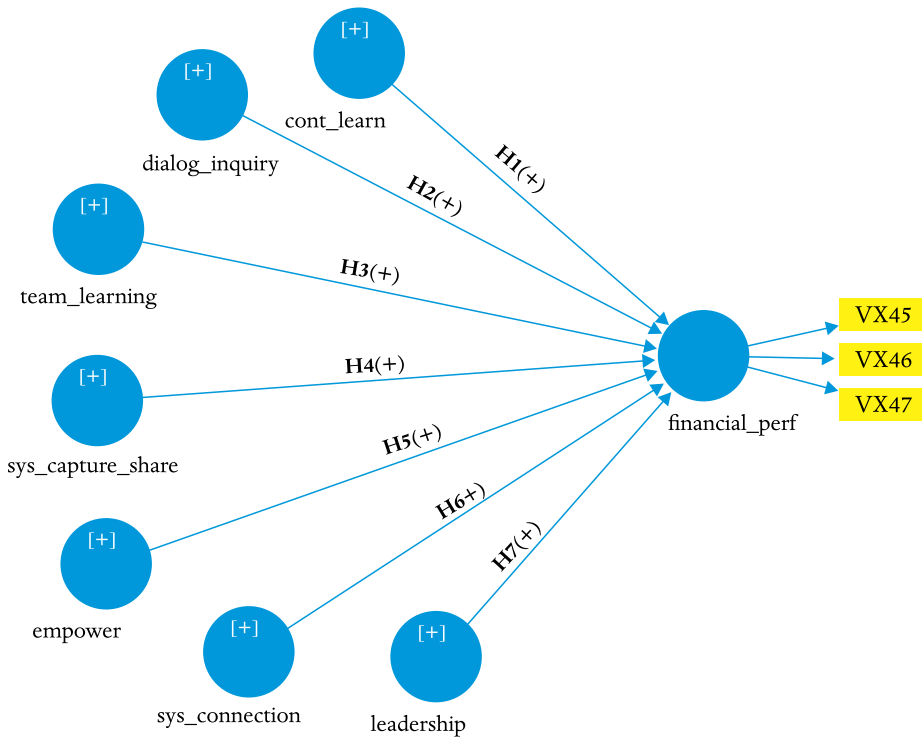 [+]
cont_learn
[+]
dialog_inquiry
[+]
team_learning
[+]
sys_capture_share
[+]
empower
[+]
sys_connection
[+]
leadership
H1(+)
H2(+)
H3(+)
H4(+)
H5(+)
H6+)
H7(+)
financial_perf
VX45
VX46
VX47